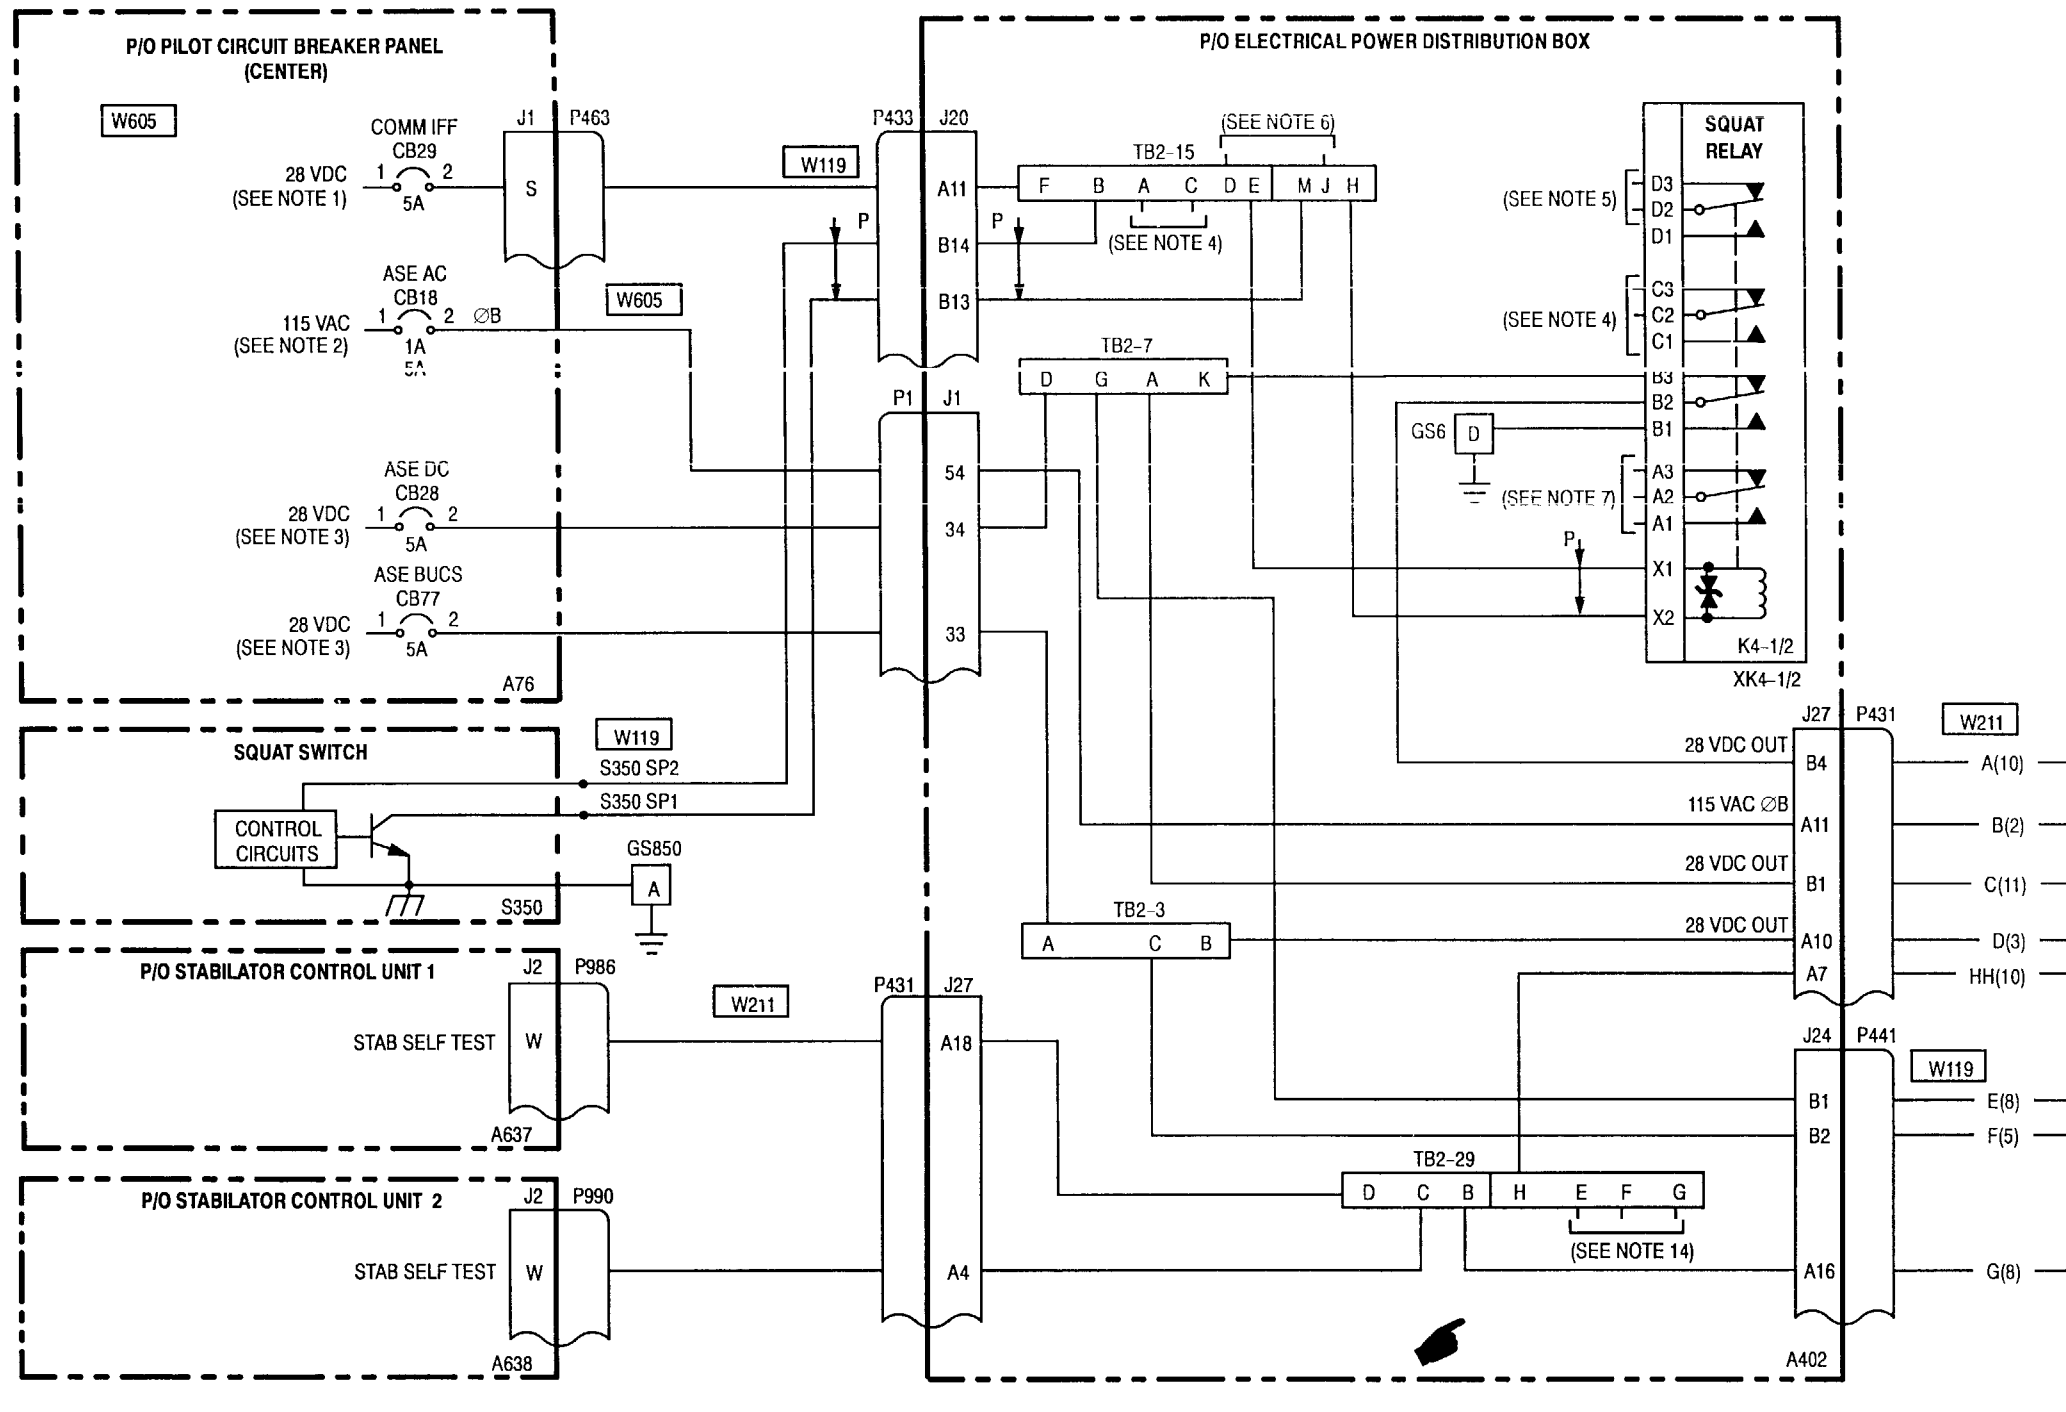 P/O PILOT CIRCUIT BREAKER PANEL
(CENTER)
W605
COMM IFF
CB29
28 VDC
(SEE NOTE 1)
1
2
5A
J1
P463
S
ASE AC
CB18
115 VAC
(SEE NOTE 2)
1
2
∅B
1A
5A
W605
ASE DC
CB28
28 VDC
(SEE NOTE 3)
1
2
5A
ASE BUCS
CB77
28 VDC
(SEE NOTE 3)
1
2
5A
A76
SQUAT SWITCH
CONTROL
CIRCUITS
W119
S350 SP2
S350 SP1
GS850
A
S350
P/O STABILATOR CONTROL UNIT 1
J2
P986
STAB SELF TEST
W
A637
W211
P/O STABILATOR CONTROL UNIT 2
J2
P990
STAB SELF TEST
W
A638
P/O ELECTRICAL POWER DISTRIBUTION BOX
W119
P433
J20
A11
P
P
B14
B13
P1
J1
54
34
33
P431
J27
A18
A4
(SEE NOTE 6)
TB2-15
F B A C D E M J H
(SEE NOTE 4)
TB2-7
D G A K
TB2-3
A C B
TB2-29
D C B H E F G
(SEE NOTE 14)
SQUAT
RELAY
(SEE NOTE 5)
D3
D2
D1
(SEE NOTE 4)
C3
C2
C1
B3
B2
B1
GS6
D
(SEE NOTE 7)
A3
A2
A1
P
X1
X2
K4-1/2
XK4-1/2
J27
P431
W211
28 VDC OUT
B4
A(10)
115 VAC ∅B
A11
B(2)
28 VDC OUT
B1
C(11)
28 VDC OUT
A10
D(3)
A7
HH(10)
J24
P441
W119
B1
E(8)
B2
F(5)
A16
G(8)
A402